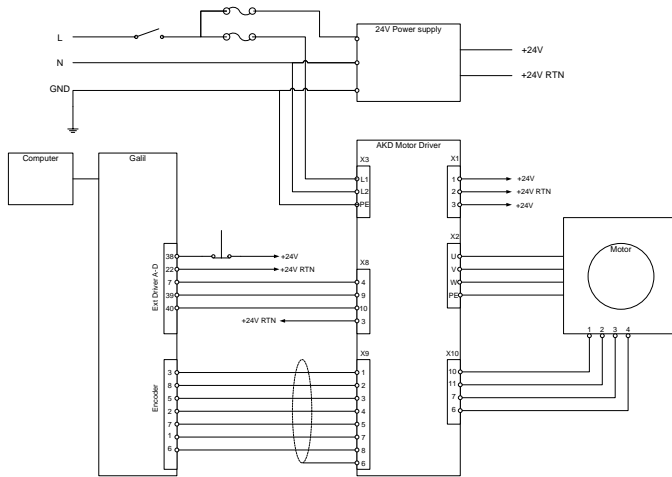 24V Power supply
L
+24V
N
+24V RTN
GND
AKD Motor Driver
Computer
Galil
X3
X1
L1
1
+24V
L2
2
+24V RTN
PE
3
+24V
X2
Motor
38
+24V
U
22
+24V RTN
X8
V
Ext Driver A-D
7
4
W
39
9
PE
40
10
+24V RTN
3
1 2 3 4
X9
X10
Encoder
3
1
10
8
2
11
5
3
7
2
4
6
7
5
1
7
6
8
6